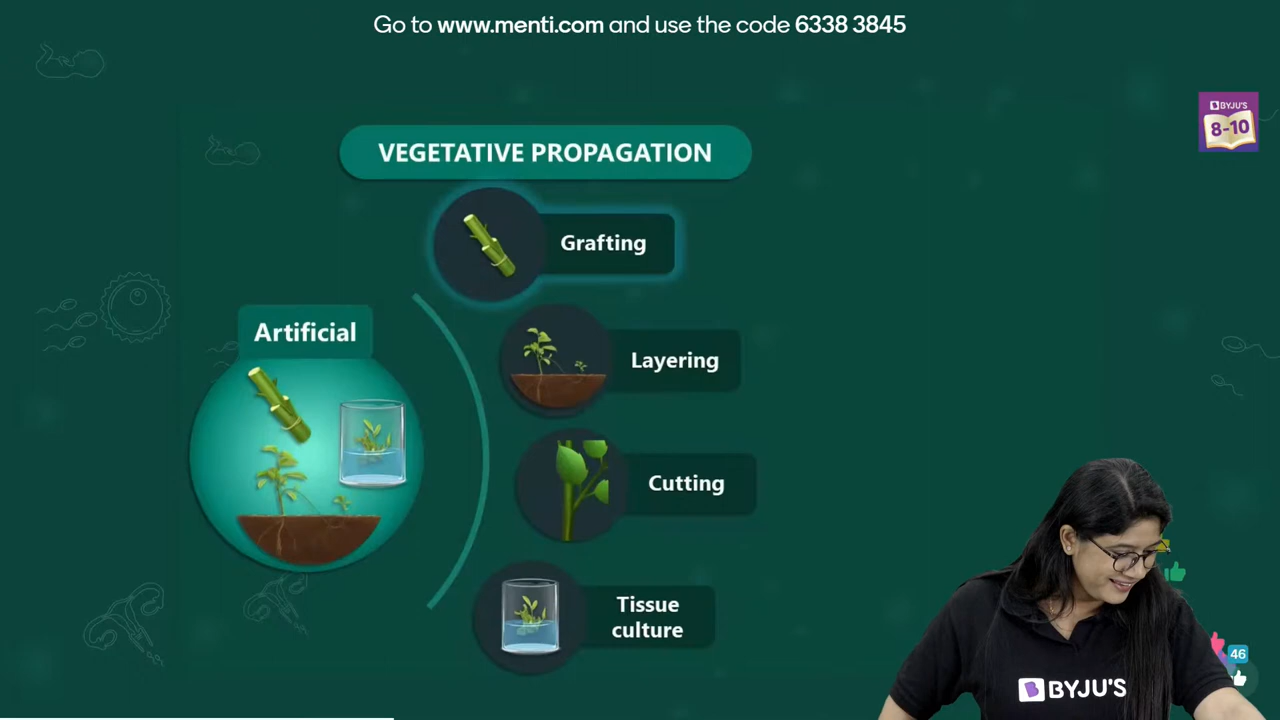 Go to www.menti.com and use the code 6338 3845
BYJU'S
8-10
VEGETATIVE PROPAGATION
Grafting
Artificial
Layering
Cutting
Tissue
culture
46
BYJU'S